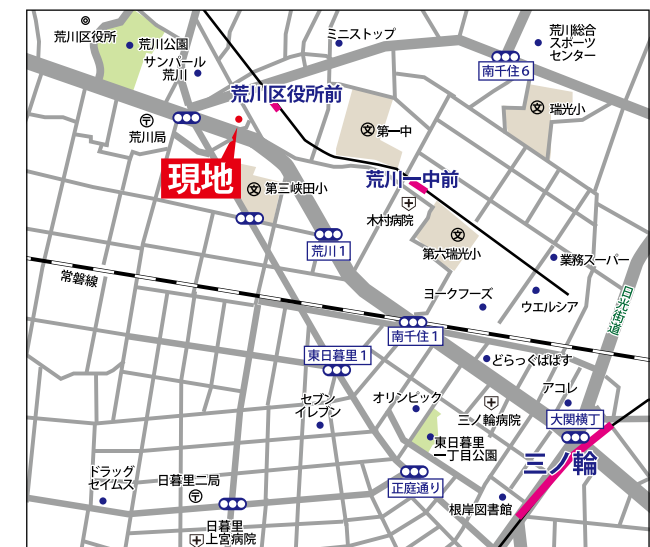 荒川区役所
荒川公園
サンパール
荒川
ミニストップ
荒川総合
スポーツ
センター
南千住6
荒川区役所前
瑞光小
荒川局
第一中
現地
第三峡田小
荒川一中前
木村病院
荒川1
第六瑞光小
業務スーパー
常磐線
ヨークフーズ
ウエルシア
日光街道
南千住1
東日暮里1
どらっぐぱぱす
セブン
イレブン
オリンピック
アコレ
三ノ輪病院
大関横丁
東日暮里
一丁目公園
三ノ輪
ドラッグ
セイムス
日暮里二局
正庭通り
根岸図書館
日暮里
上宮病院